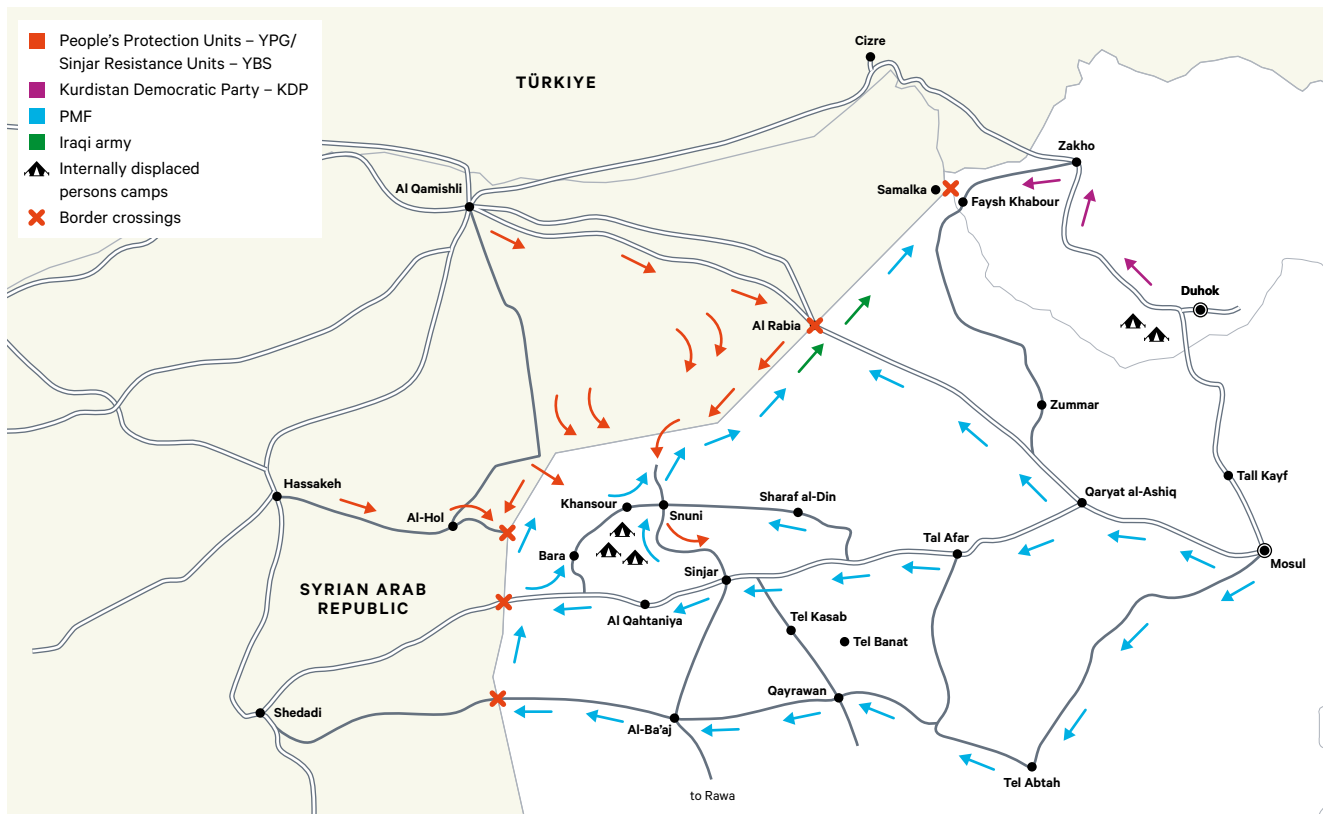 People's Protection Units – YPG/
Sinjar Resistance Units – YBS
Kurdistan Democratic Party – KDP
PMF
Iraqi army
Internally displaced
persons camps
Border crossings
TÜRKIYE
Cizre
Zakho
Al Qamishli
Samalka
Faysh Khabour
Duhok
Al Rabia
Zummar
Tall Kayf
Hassakeh
Khansour
Sharaf al-Din
Qaryat al-Ashiq
Al-Hol
Snuni
Tal Afar
Bara
Mosul
Sinjar
SYRIAN ARAB
REPUBLIC
Al Qahtaniya
Tel Kasab
Tel Banat
Qayrawan
Shedadi
Al-Ba'aj
Tel Abtah
to Rawa